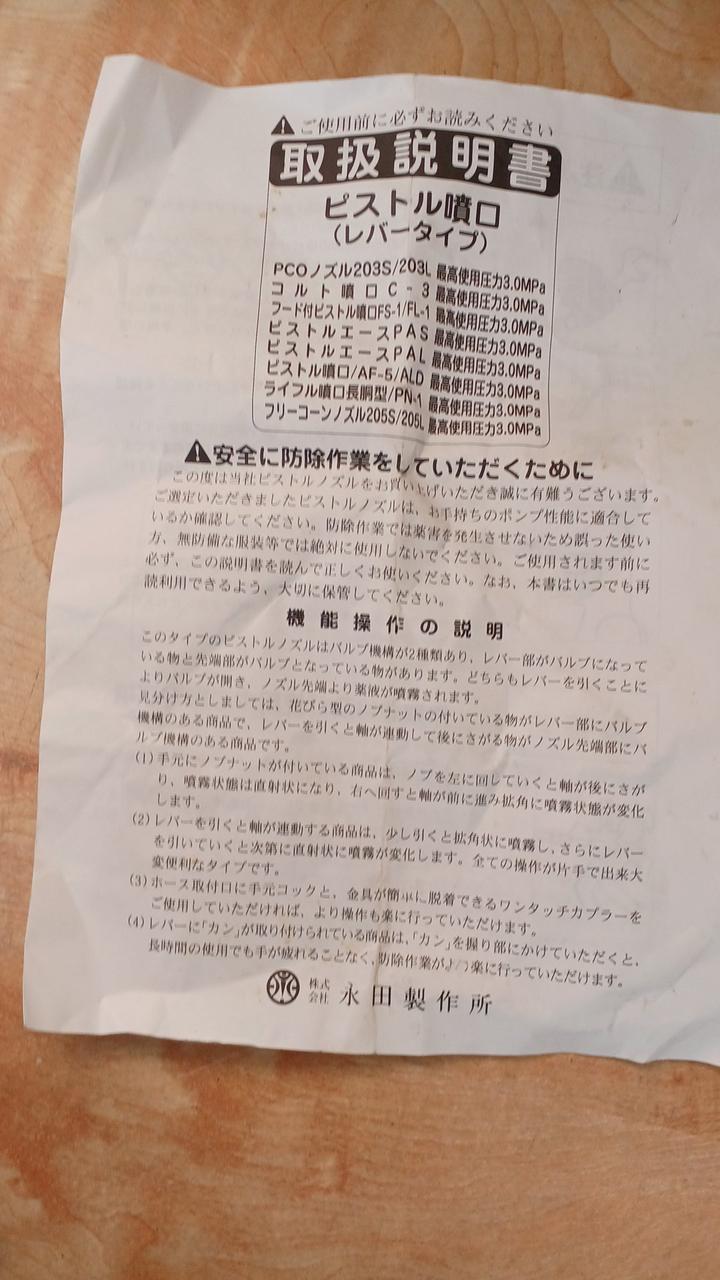 ⚠ご使用前に必ずお読みください
取扱説明書
ピストル噴口
(レバータイプ)
PCOノズル203S/203L 最高使用圧力3.0MPa
コルト噴口C-3 最高使用圧力3.0MPa
フード付ピストル噴口FS-1/FL-1 最高使用圧力3.0MPa
ピストルエースPAS 最高使用圧力3.0MPa
ピストルエースPAL 最高使用圧力3.0MPa
ピストル噴口/AF-5/ALD 最高使用圧力3.0MPa
ライフル噴口長胴型/PN-1 最高使用圧力3.0MPa
フリーコーンノズル205S/205L 最高使用圧力3.0MPa
⚠安全に防除作業をしていただくために
この度は当社ピストルノズルをお買い上げいただき誠に有難うございます。
ご選定いただきましたピストルノズルは、お手持ちのポンプ性能に適合して
いるか確認してください。防除作業では薬害を発生させないため誤った使い
方、無防備な服装等では絶対に使用しないでください。ご使用されます前に
必ず、この説明書を読んで正しくお使いください。なお、本書はいつでも再
読利用できるよう、大切に保管してください。
機能操作の説明
このタイプのピストルノズルはバルブ機構が2種類あり、レバー部がバルブになって
いる物と先端部がバルブとなっている物があります。どちらもレバーを引くことに
よりバルブが開き、ノズル先端より薬液が噴霧されます。
見分け方としましては、花びら型のノブナットの付いている物がレバー部にバルブ
機構のある商品で、レバーを引くと軸が連動して後にさがる物がノズル先端部にバ
ルブ機構のある商品です。
(1)手元にノブナットが付いている商品は、ノブを左に回していくと軸が後にさが
り、噴霧状態は直射状になり、右へ回すと軸が前に進み拡角に噴霧状態が変化
します。
(2)レバーを引くと軸が連動する商品は、少し引くと拡角状に噴霧し、さらにレバー
を引いていくと次第に直射状に噴霧が変化します。全ての操作が片手で出来大
変便利なタイプです。
(3)ホース取付口に手元コックと、金具が簡単に脱着できるワンタッチカプラーを
ご使用していただければ、より操作も楽に行っていただけます。
(4)レバーに「カン」が取り付けられている商品は、「カン」を握り部にかけていただくと、
長時間の使用でも手が疲れることなく、防除作業がより楽に行っていただけます。
株式会社 永田製作所